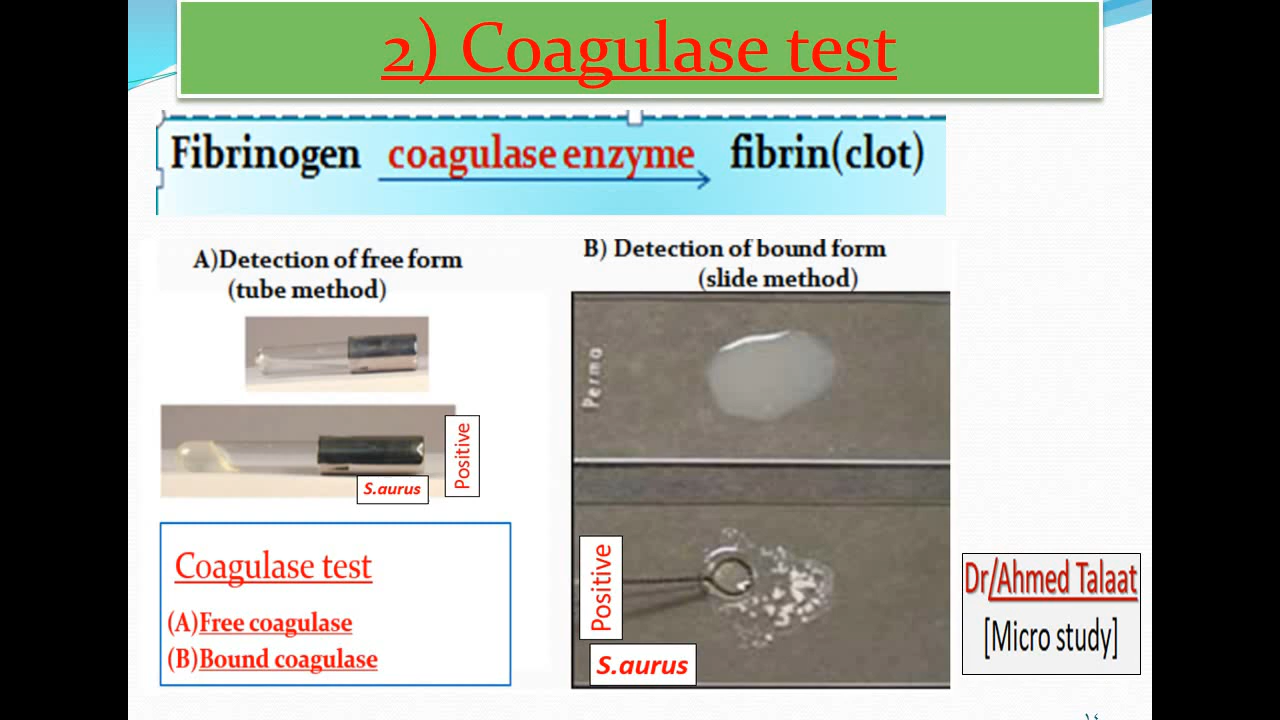 2) Coagulase test
Fibrinogen coagulase enzyme fibrin(clot)
A)Detection of free form
(tube method)
B) Detection of bound form
(slide method)
Perma
Positive
S.aurus
Coagulase test
(A)Free coagulase
(B)Bound coagulase
Positive
S.aurus
Dr/Ahmed Talaat
[Micro study]